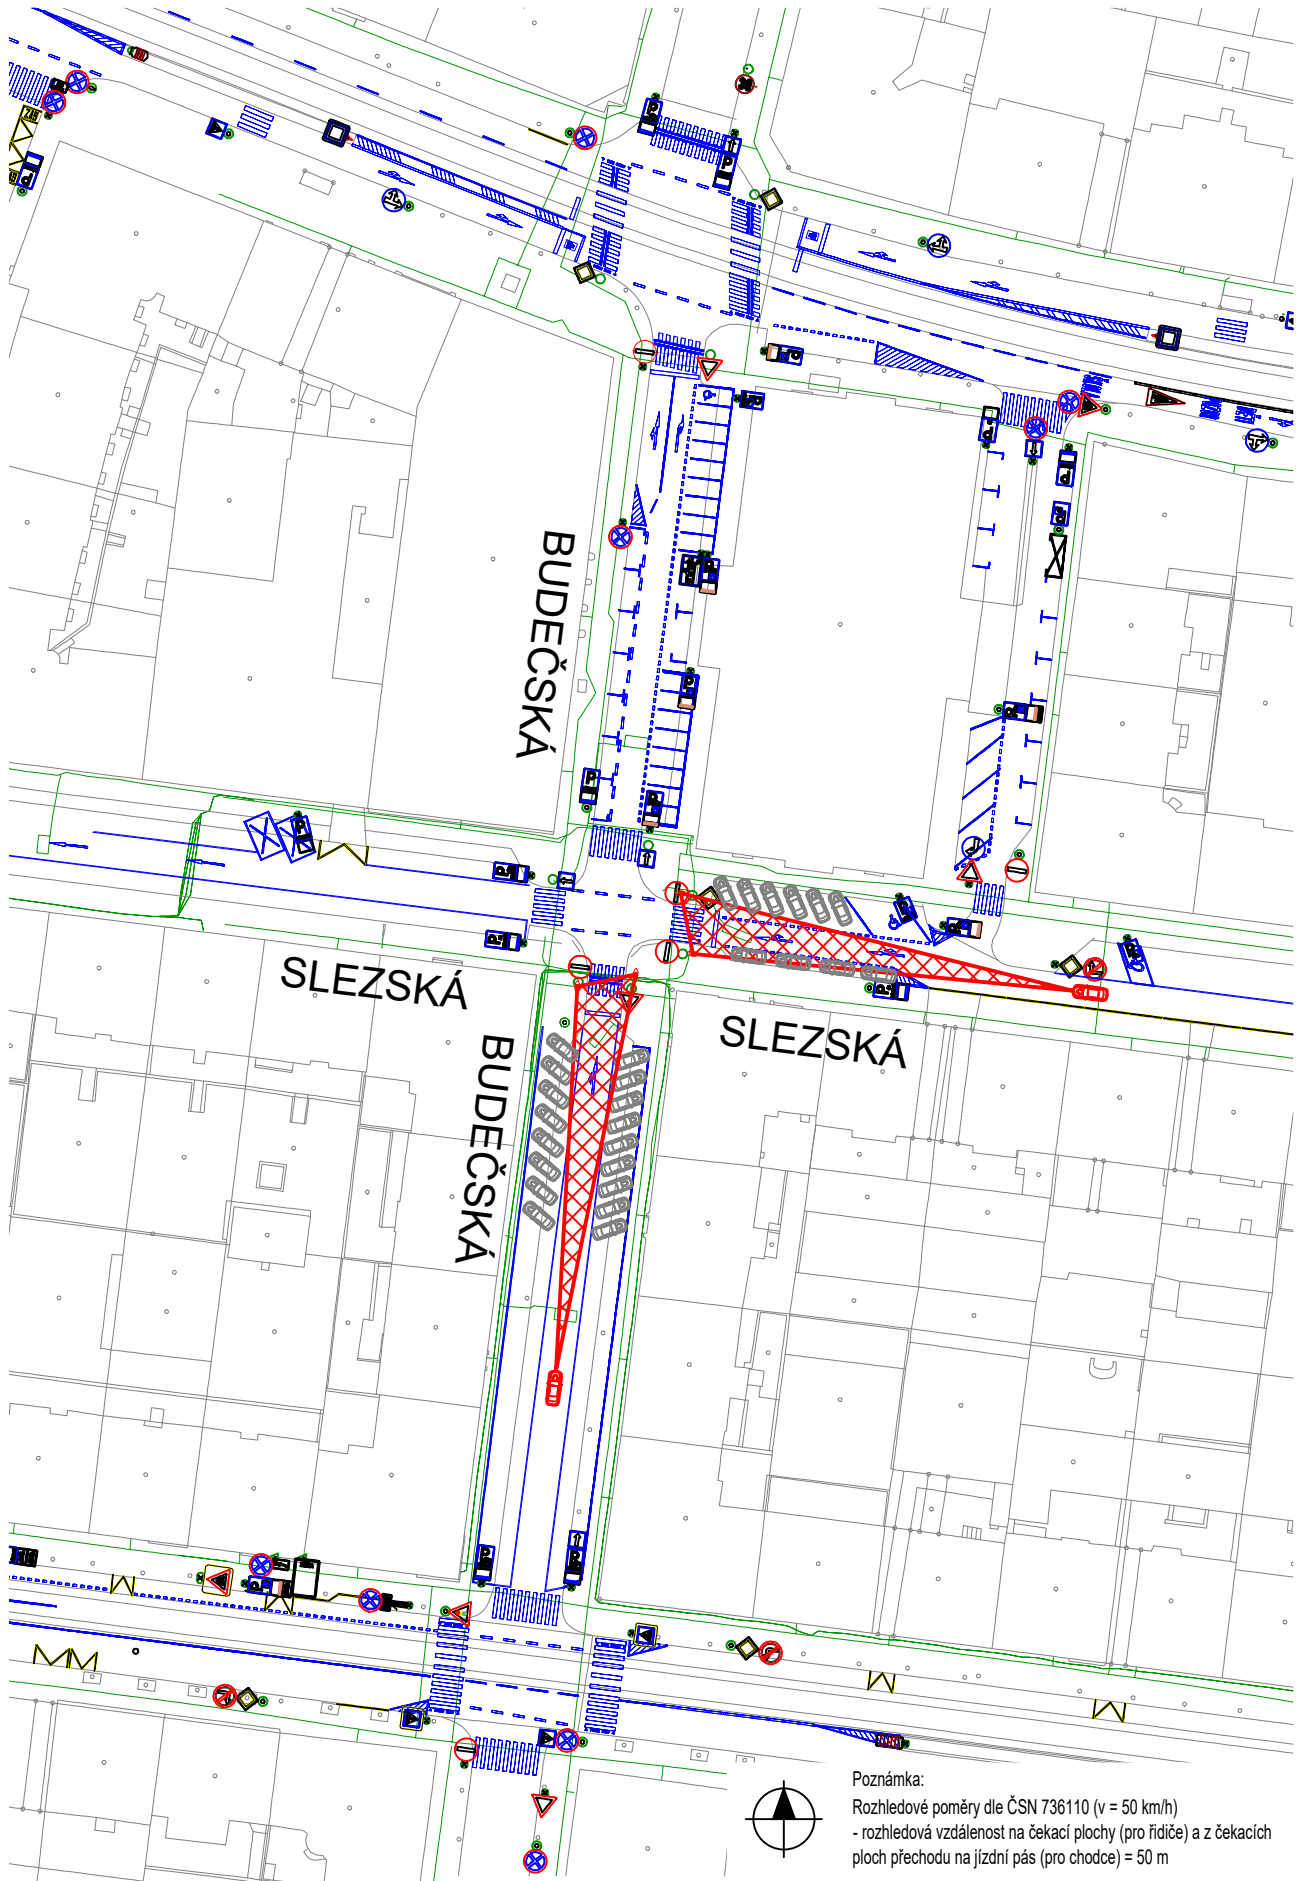 BUDEČSKÁ
SLEZSKÁ
SLEZSKÁ
BUDEČSKÁ
Poznámka:
Rozhledové poměry dle ČSN 736110 (v = 50 km/h)
- rozhledová vzdálenost na čekací plochy (pro řidiče) a z čekacích
ploch přechodu na jízdní pás (pro chodce) = 50 m